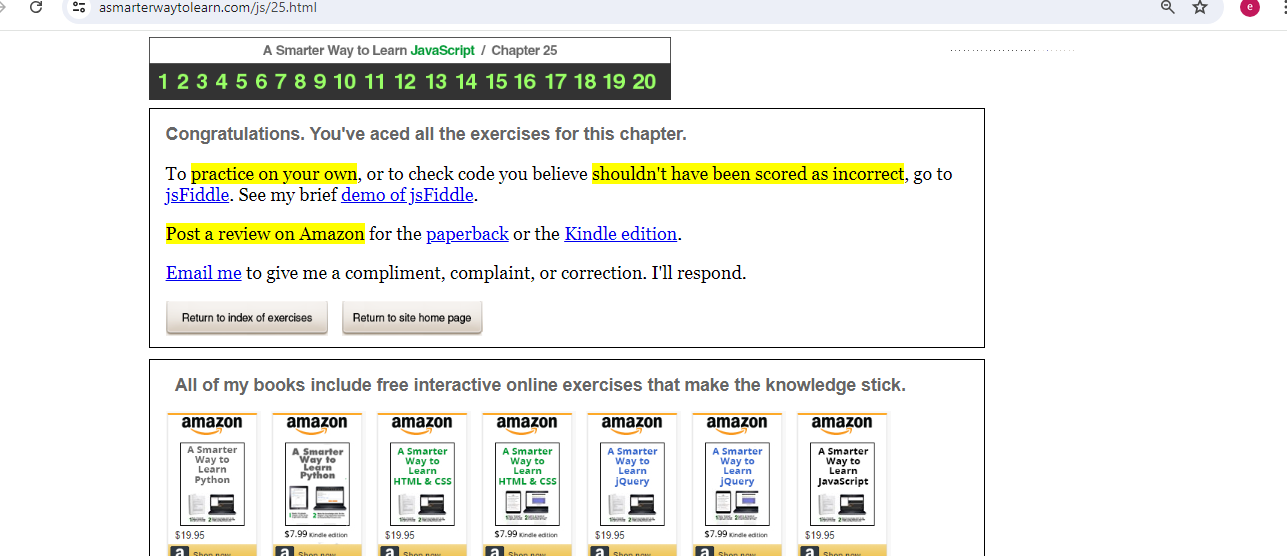 asmarterwaytolearn.com/js/25.html
e
A Smarter Way to Learn JavaScript / Chapter 25
1 2 3 4 5 6 7 8 9 10 11 12 13 14 15 16 17 18 19 20
Congratulations. You've aced all the exercises for this chapter.
To practice on your own, or to check code you believe shouldn't have been scored as incorrect, go to
jsFiddle. See my brief demo of jsFiddle.
Post a review on Amazon for the paperback or the Kindle edition.
Email me to give me a compliment, complaint, or correction. I'll respond.
Return to index of exercises Return to site home page
All of my books include free interactive online exercises that make the knowledge stick.
amazon amazon amazon amazon amazon amazon amazon
A Smarter A Smarter A Smarter A Smarter A Smarter A Smarter A Smarter
Way to Way to Way to Way to Way to Way to Way to
Learn Learn Learn Learn Learn Learn Learn
Python Python HTML & CSS HTML & CSS jQuery jQuery JavaScript
$19.95 $7.99 Kindle edition $19.95 $7.99 Kindle edition $19.95 $7.99 Kindle edition $19.95
a Shop now a Shop now a Shop now a Shop now a Shop now a Shop now a Shop now